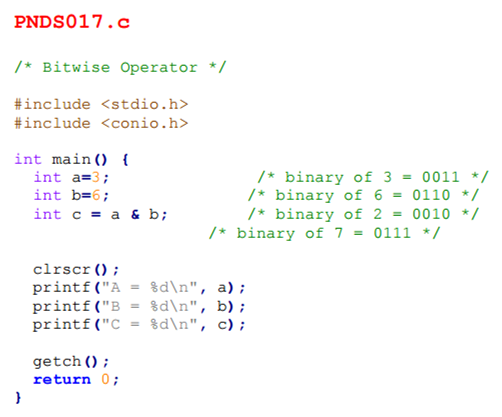 PNDS017.c
/* Bitwise Operator */
#include <stdio.h>
#include <conio.h>
int main() {
int a=3; /* binary of 3 = 0011 */
int b=6; /* binary of 6 = 0110 */
int c = a & b; /* binary of 2 = 0010 */
/* binary of 7 = 0111 */
clrscr();
printf("A = %d\n", a);
printf("B = %d\n", b);
printf("C = %d\n", c);
getch();
return 0;
}